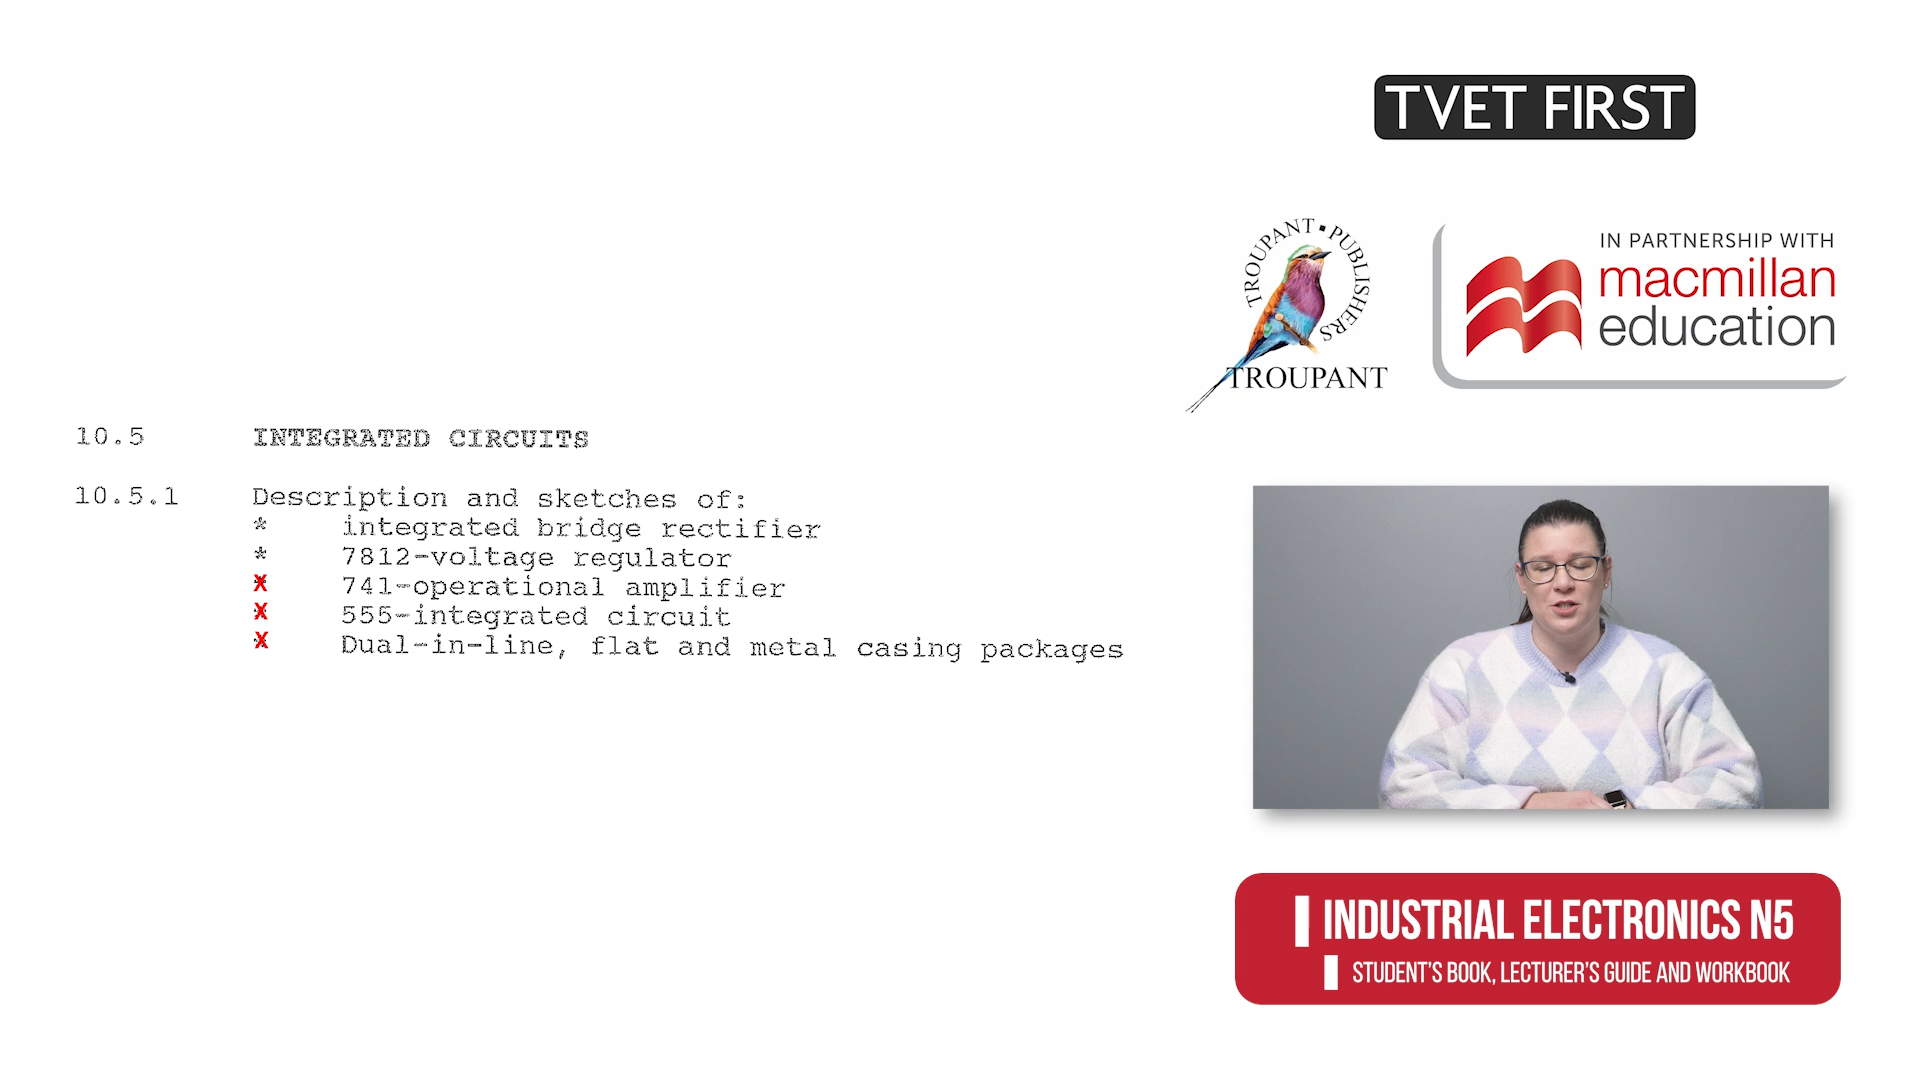 TVET FIRST
TROUPANT▪PUBLISHERS
TROUPANT
IN PARTNERSHIP WITH
macmillan
education
10.5 INTEGRATED CIRCUITS
10.5.1 Description and sketches of:
* integrated bridge rectifier
* 7812-voltage regulator
X 741-operational amplifier
X 555-integrated circuit
X Dual-in-line, flat and metal casing packages
INDUSTRIAL ELECTRONICS N5
STUDENT'S BOOK, LECTURER'S GUIDE AND WORKBOOK